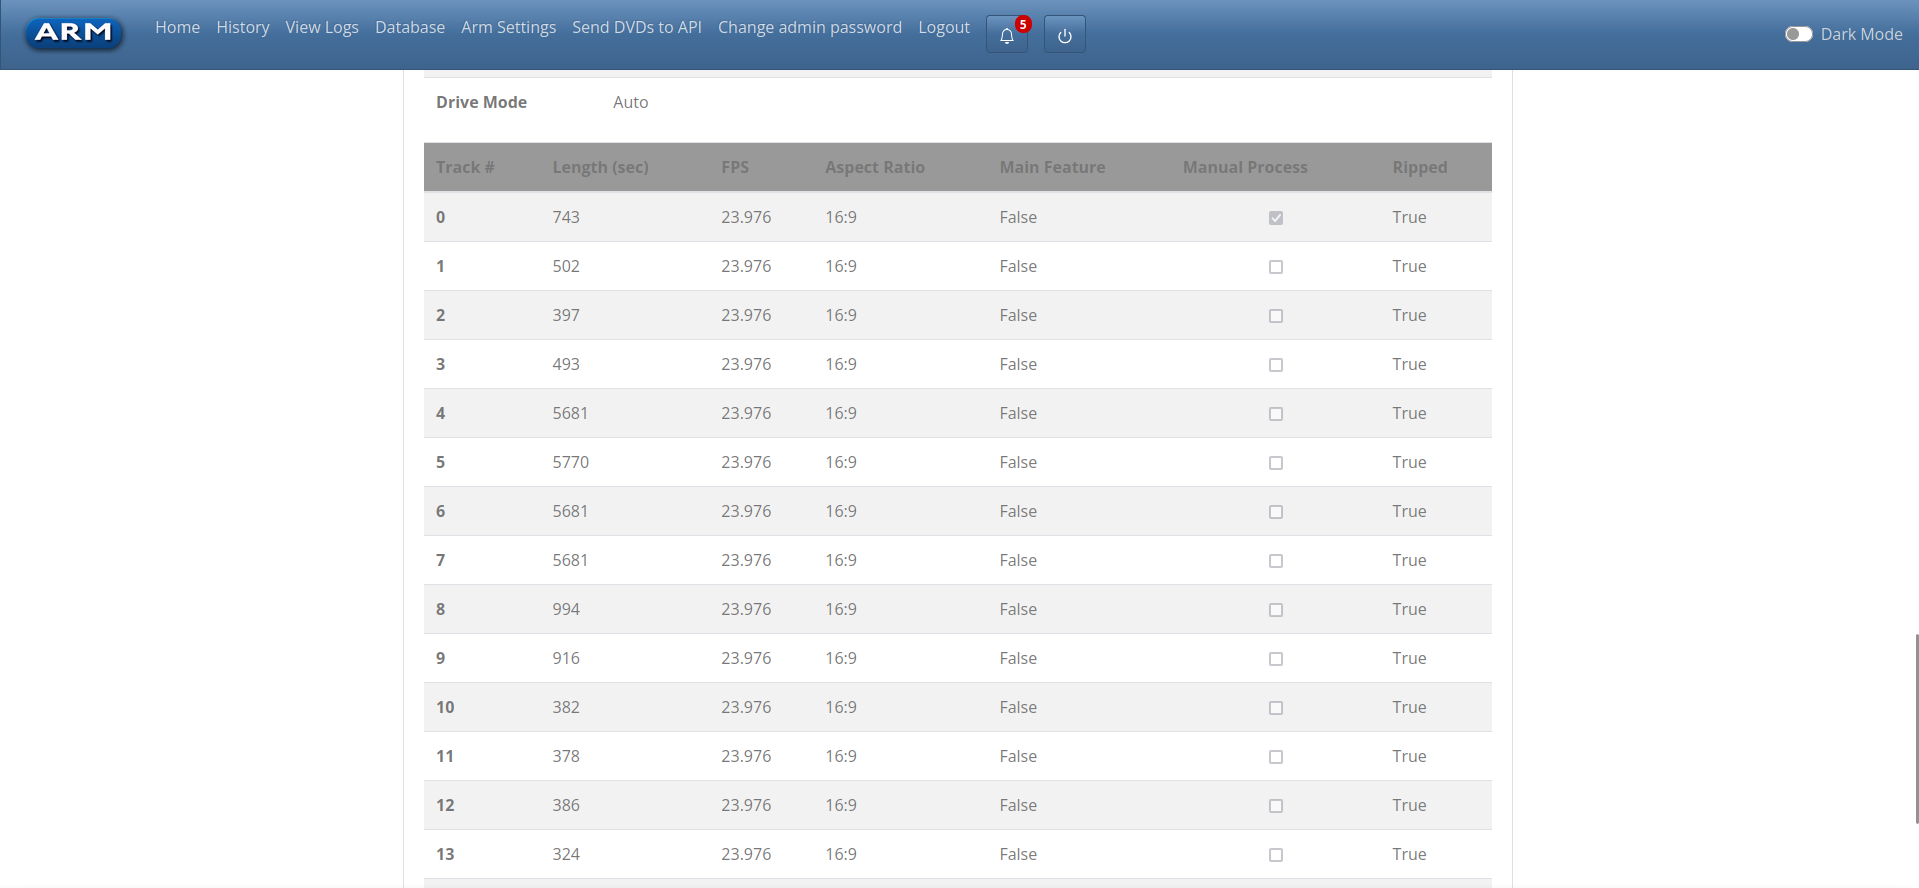 ARM Home History View Logs Database Arm Settings Send DVDs to API Change admin password Logout 5 Dark Mode
Drive Mode Auto
Track # Length (sec) FPS Aspect Ratio Main Feature Manual Process Ripped
0 743 23.976 16:9 False True
1 502 23.976 16:9 False True
2 397 23.976 16:9 False True
3 493 23.976 16:9 False True
4 5681 23.976 16:9 False True
5 5770 23.976 16:9 False True
6 5681 23.976 16:9 False True
7 5681 23.976 16:9 False True
8 994 23.976 16:9 False True
9 916 23.976 16:9 False True
10 382 23.976 16:9 False True
11 378 23.976 16:9 False True
12 386 23.976 16:9 False True
13 324 23.976 16:9 False True